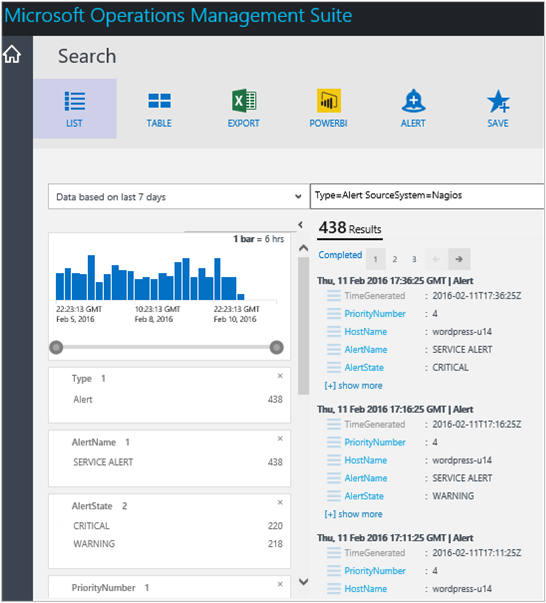 Microsoft Operations Management Suite
Search
LIST
TABLE
EXPORT
POWERBI
ALERT
SAVE
Data based on last 7 days
Type=Alert SourceSystem=Nagios
1 bar = 6 hrs
22:23:13 GMT
Feb 5, 2016
10:23:13 GMT
Feb 8, 2016
22:23:13 GMT
Feb 10, 2016
Type 1
Alert 438
AlertName 1
SERVICE ALERT 438
AlertState 2
CRITICAL 220
WARNING 218
PriorityNumber 1
438 Results
Completed 1 2 3
Thu, 11 Feb 2016 17:36:25 GMT | Alert
TimeGenerated : 2016-02-11T17:36:25Z
PriorityNumber : 4
HostName : wordpress-u14
AlertName : SERVICE ALERT
AlertState : CRITICAL
[+] show more
Thu, 11 Feb 2016 17:16:25 GMT | Alert
TimeGenerated : 2016-02-11T17:16:25Z
PriorityNumber : 4
HostName : wordpress-u14
AlertName : SERVICE ALERT
AlertState : WARNING
[+] show more
Thu, 11 Feb 2016 17:11:25 GMT | Alert
TimeGenerated : 2016-02-11T17:11:25Z
PriorityNumber : 4
HostName : wordpress-u14